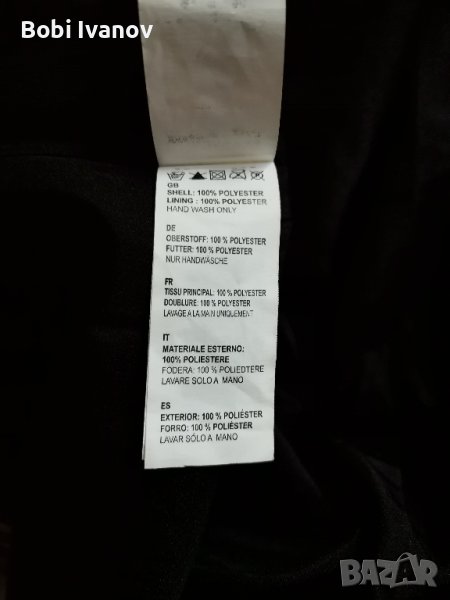 Bobi Ivanov
GB
SHELL: 100% POLYESTER
LINING : 100% POLYESTER
HAND WASH ONLY
DE
OBERSTOFF: 100 % POLYESTER
FUTTER: 100 % POLYESTER
NUR HANDWÄSCHE
FR
TISSU PRINCIPAL: 100 % POLYESTER
DOUBLURE: 100 % POLYESTER
LAVAGE A LA MAIN UNIQUEMENT
IT
MATERIALE ESTERNO:
100% POLIESTERE
FODERA: 100 % POLIEDTERE
LAVARE SOLO A MANO
ES
EXTERIOR: 100 % POLIÉSTER
FORRO: 100 % POLIÉSTER
LAVAR SÓLO A MANO
BAZAR